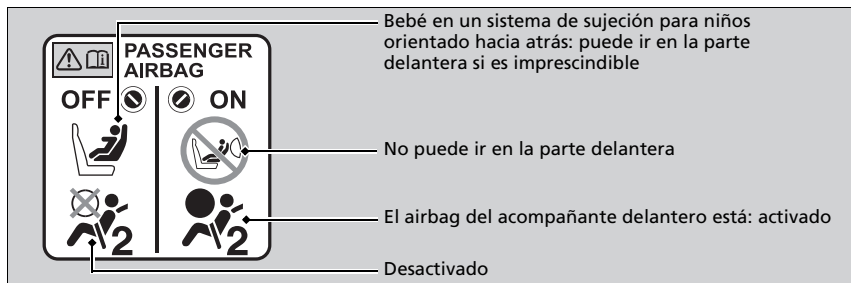 PASSENGER
AIRBAG
OFF
ON
2
2
Bebé en un sistema de sujeción para niños
orientado hacia atrás: puede ir en la parte
delantera si es imprescindible
No puede ir en la parte delantera
El airbag del acompañante delantero está: activado
Desactivado